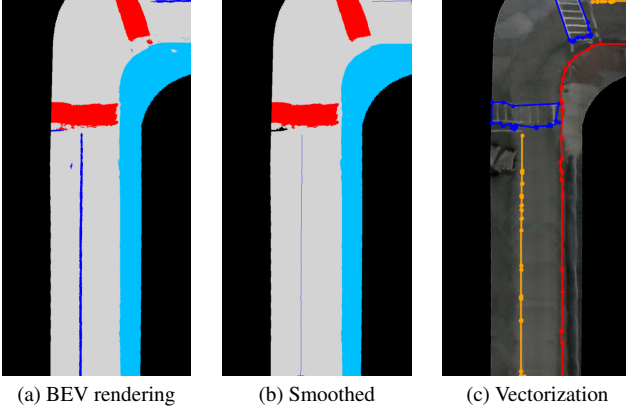 (a) BEV rendering
(b) Smoothed
(c) Vectorization